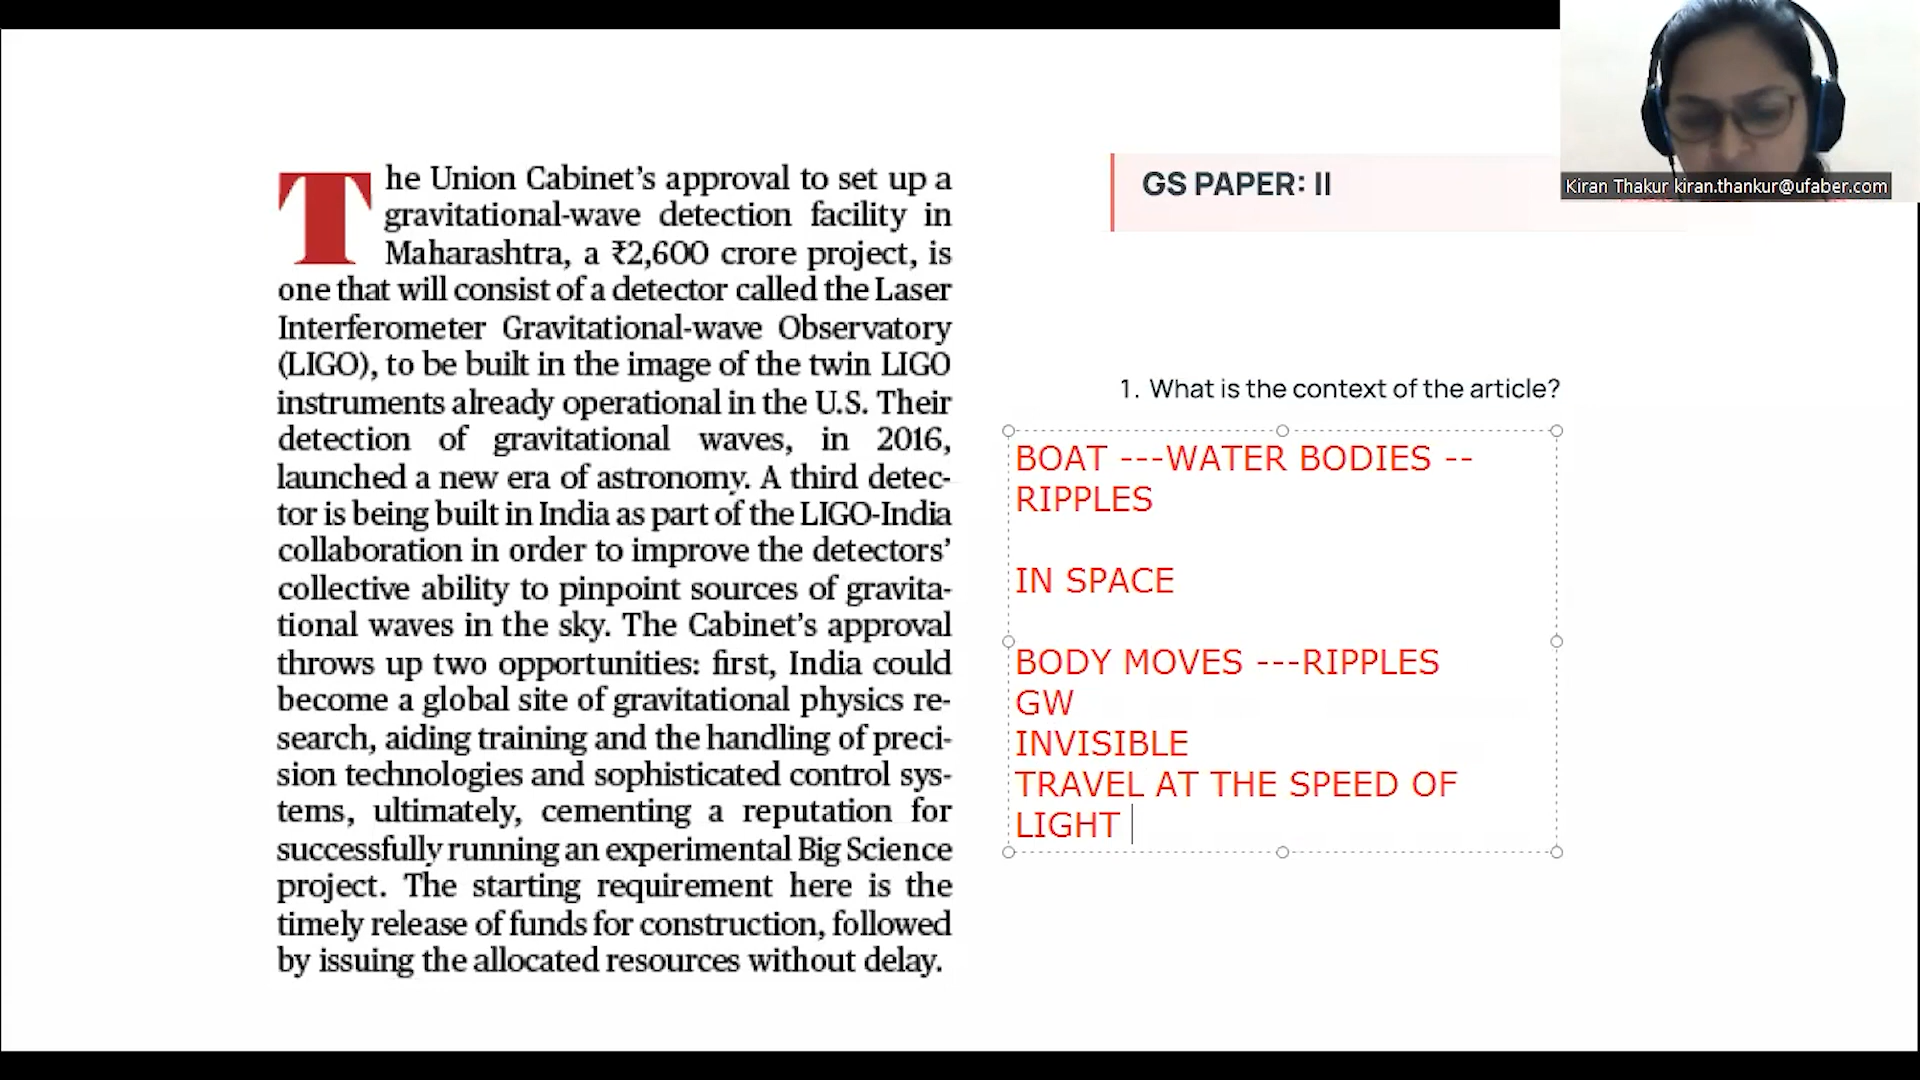 The Union Cabinet’s approval to set up a
gravitational-wave detection facility in
Maharashtra, a ₹2,600 crore project, is
one that will consist of a detector called the Laser
Interferometer Gravitational-wave Observatory
(LIGO), to be built in the image of the twin LIGO
instruments already operational in the U.S. Their
detection of gravitational waves, in 2016,
launched a new era of astronomy. A third detec-
tor is being built in India as part of the LIGO-India
collaboration in order to improve the detectors’
collective ability to pinpoint sources of gravita-
tional waves in the sky. The Cabinet’s approval
throws up two opportunities: first, India could
become a global site of gravitational physics re-
search, aiding training and the handling of preci-
sion technologies and sophisticated control sys-
tems, ultimately, cementing a reputation for
successfully running an experimental Big Science
project. The starting requirement here is the
timely release of funds for construction, followed
by issuing the allocated resources without delay.
GS PAPER: II
Kiran Thakur kiran.thankur@ufaber.com
1. What is the context of the article?
BOAT ---WATER BODIES --
RIPPLES
IN SPACE
BODY MOVES ---RIPPLES
GW
INVISIBLE
TRAVEL AT THE SPEED OF
LIGHT